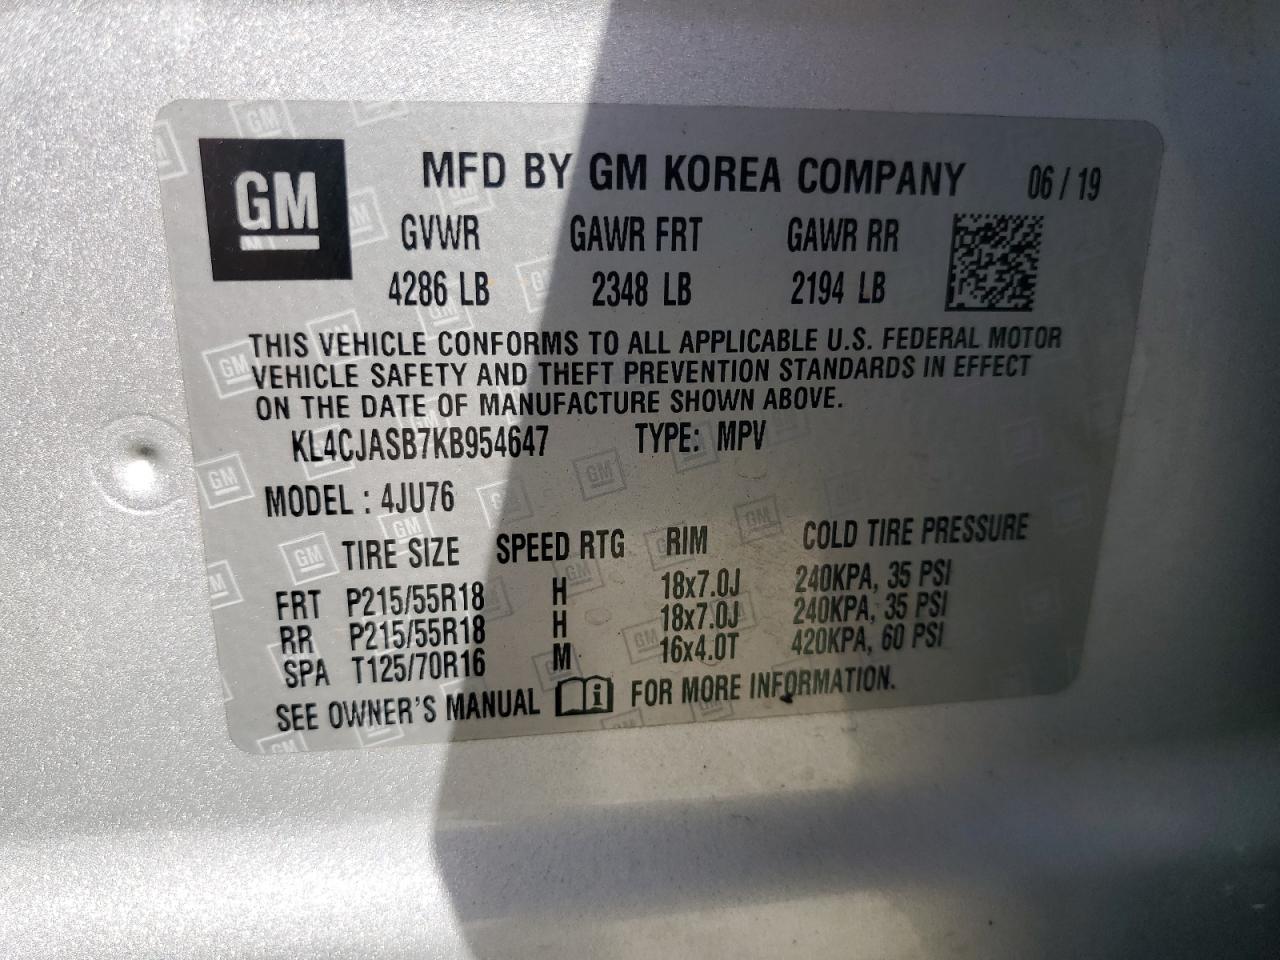 GM
MFD BY GM KOREA COMPANY 06 / 19
GVWR GAWR FRT GAWR RR
4286 LB 2348 LB 2194 LB
THIS VEHICLE CONFORMS TO ALL APPLICABLE U.S. FEDERAL MOTOR
VEHICLE SAFETY AND THEFT PREVENTION STANDARDS IN EFFECT
ON THE DATE OF MANUFACTURE SHOWN ABOVE.
KL4CJASB7KB954647 TYPE: MPV
MODEL : 4JU76
TIRE SIZE SPEED RTG RIM COLD TIRE PRESSURE
FRT P215/55R18 H 18x7.0J 240KPA, 35 PSI
RR P215/55R18 H 18x7.0J 240KPA, 35 PSI
SPA T125/70R16 M 16x4.0T 420KPA, 60 PSI
SEE OWNER'S MANUAL i FOR MORE INFORMATION.